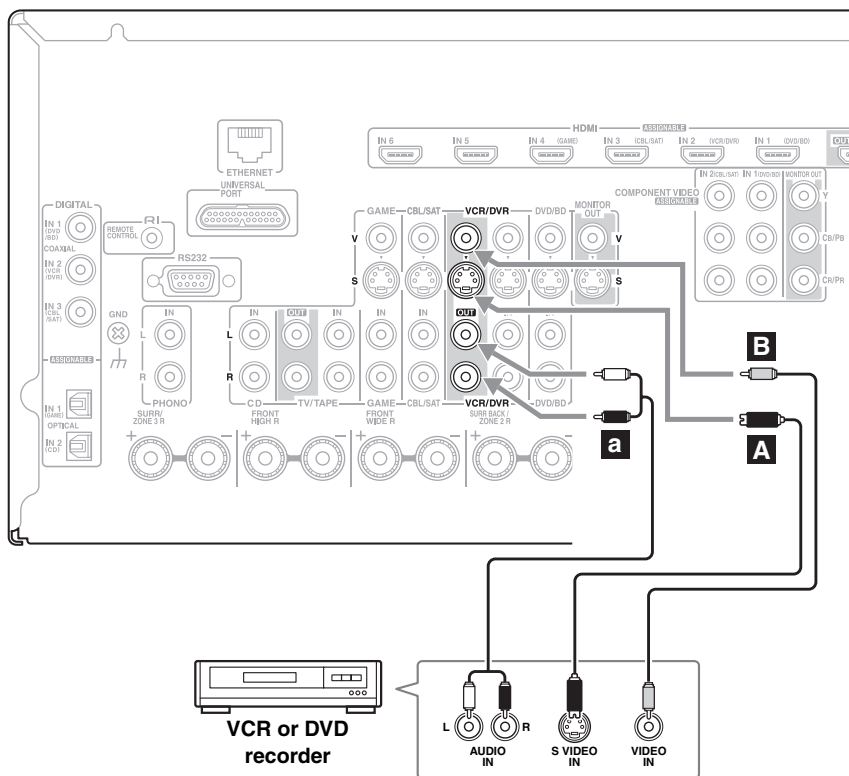 HDMI ASSIGNABLE OUT
IN 6 IN 5 IN 4 (GAME) IN 3 (CBL/SAT) IN 2 (VCR/DVR) IN 1 (DVD/BD)
ETHERNET
UNIVERSAL
PORT
IN 2(CBL/SAT) IN 1(DVD/BD) MONITOR OUT
COMPONENT VIDEO
ASSIGNABLE
Y
CB/PB
CR/PR
DIGITAL
IN 1
(DVD
/BD)
COAXIAL
IN 2
(VCR
/DVR)
IN 3
(CBL
/SAT)
ASSIGNABLE
IN 1
(GAME)
OPTICAL
IN 2
(CD)
RI
REMOTE
CONTROL
RS232
GND
GAME CBL/SAT VCR/DVR DVD/BD MONITOR
OUT
V V
S S
IN IN OUT IN IN IN OUT
L L
R R
PHONO CD TV/TAPE GAME CBL/SAT VCR/DVR DVD/BD
SURR/
ZONE 3 R
FRONT
HIGH R
FRONT
WIDE R
SURR BACK /
ZONE 2 R
+ − + − + − + −
B
a A
VCR or DVD
recorder
L R
AUDIO
IN
S VIDEO
IN
VIDEO
IN